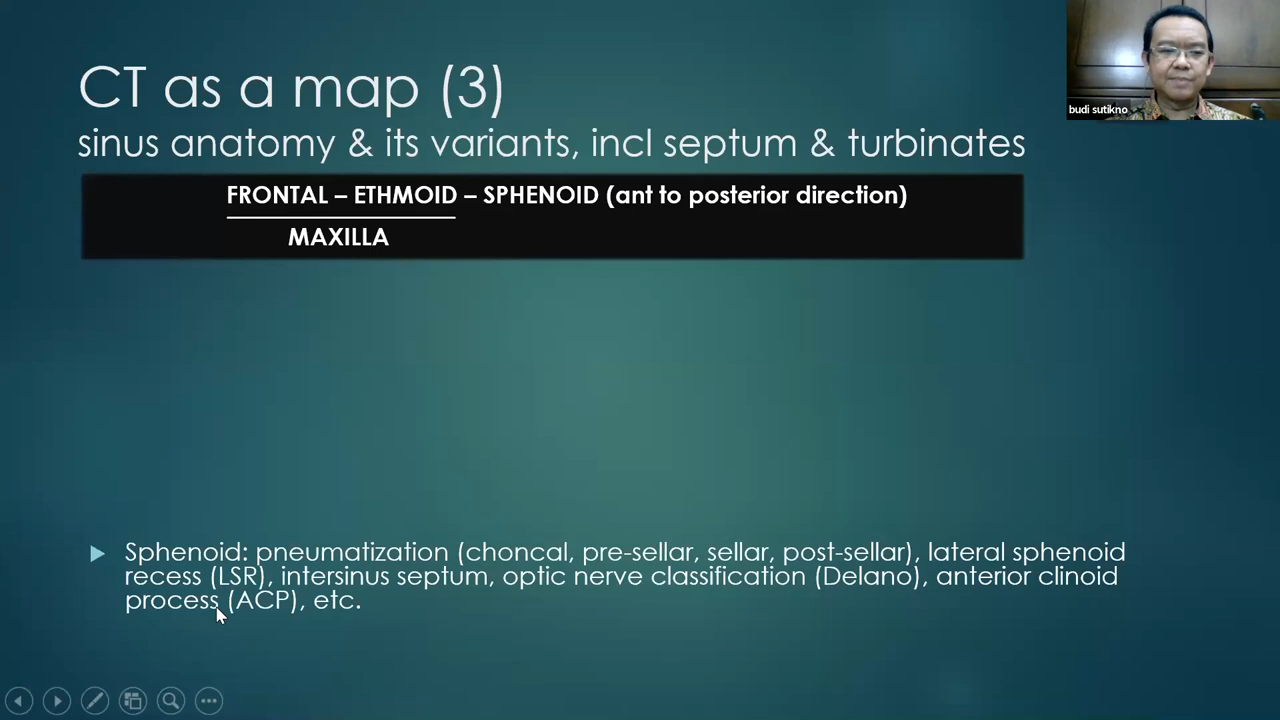 CT as a map (3)
sinus anatomy & its variants, incl septum & turbinates
FRONTAL – ETHMOID – SPHENOID (ant to posterior direction)
MAXILLA
Sphenoid: pneumatization (choncal, pre-sellar, sellar, post-sellar), lateral sphenoid
recess (LSR), intersinus septum, optic nerve classification (Delano), anterior clinoid
process (ACP), etc.
budi sutikno